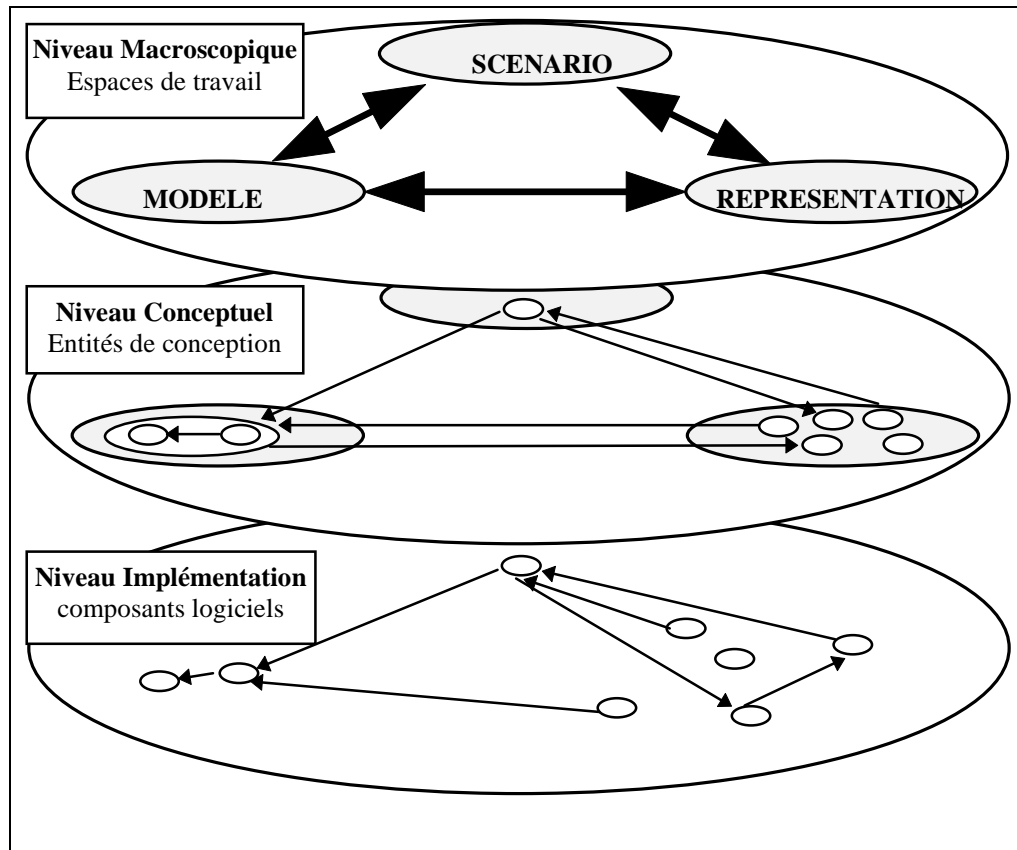 Niveau Macroscopique
Espaces de travail
SCENARIO
MODELE
REPRESENTATION
Niveau Conceptuel
Entités de conception
Niveau Implémentation
composants logiciels